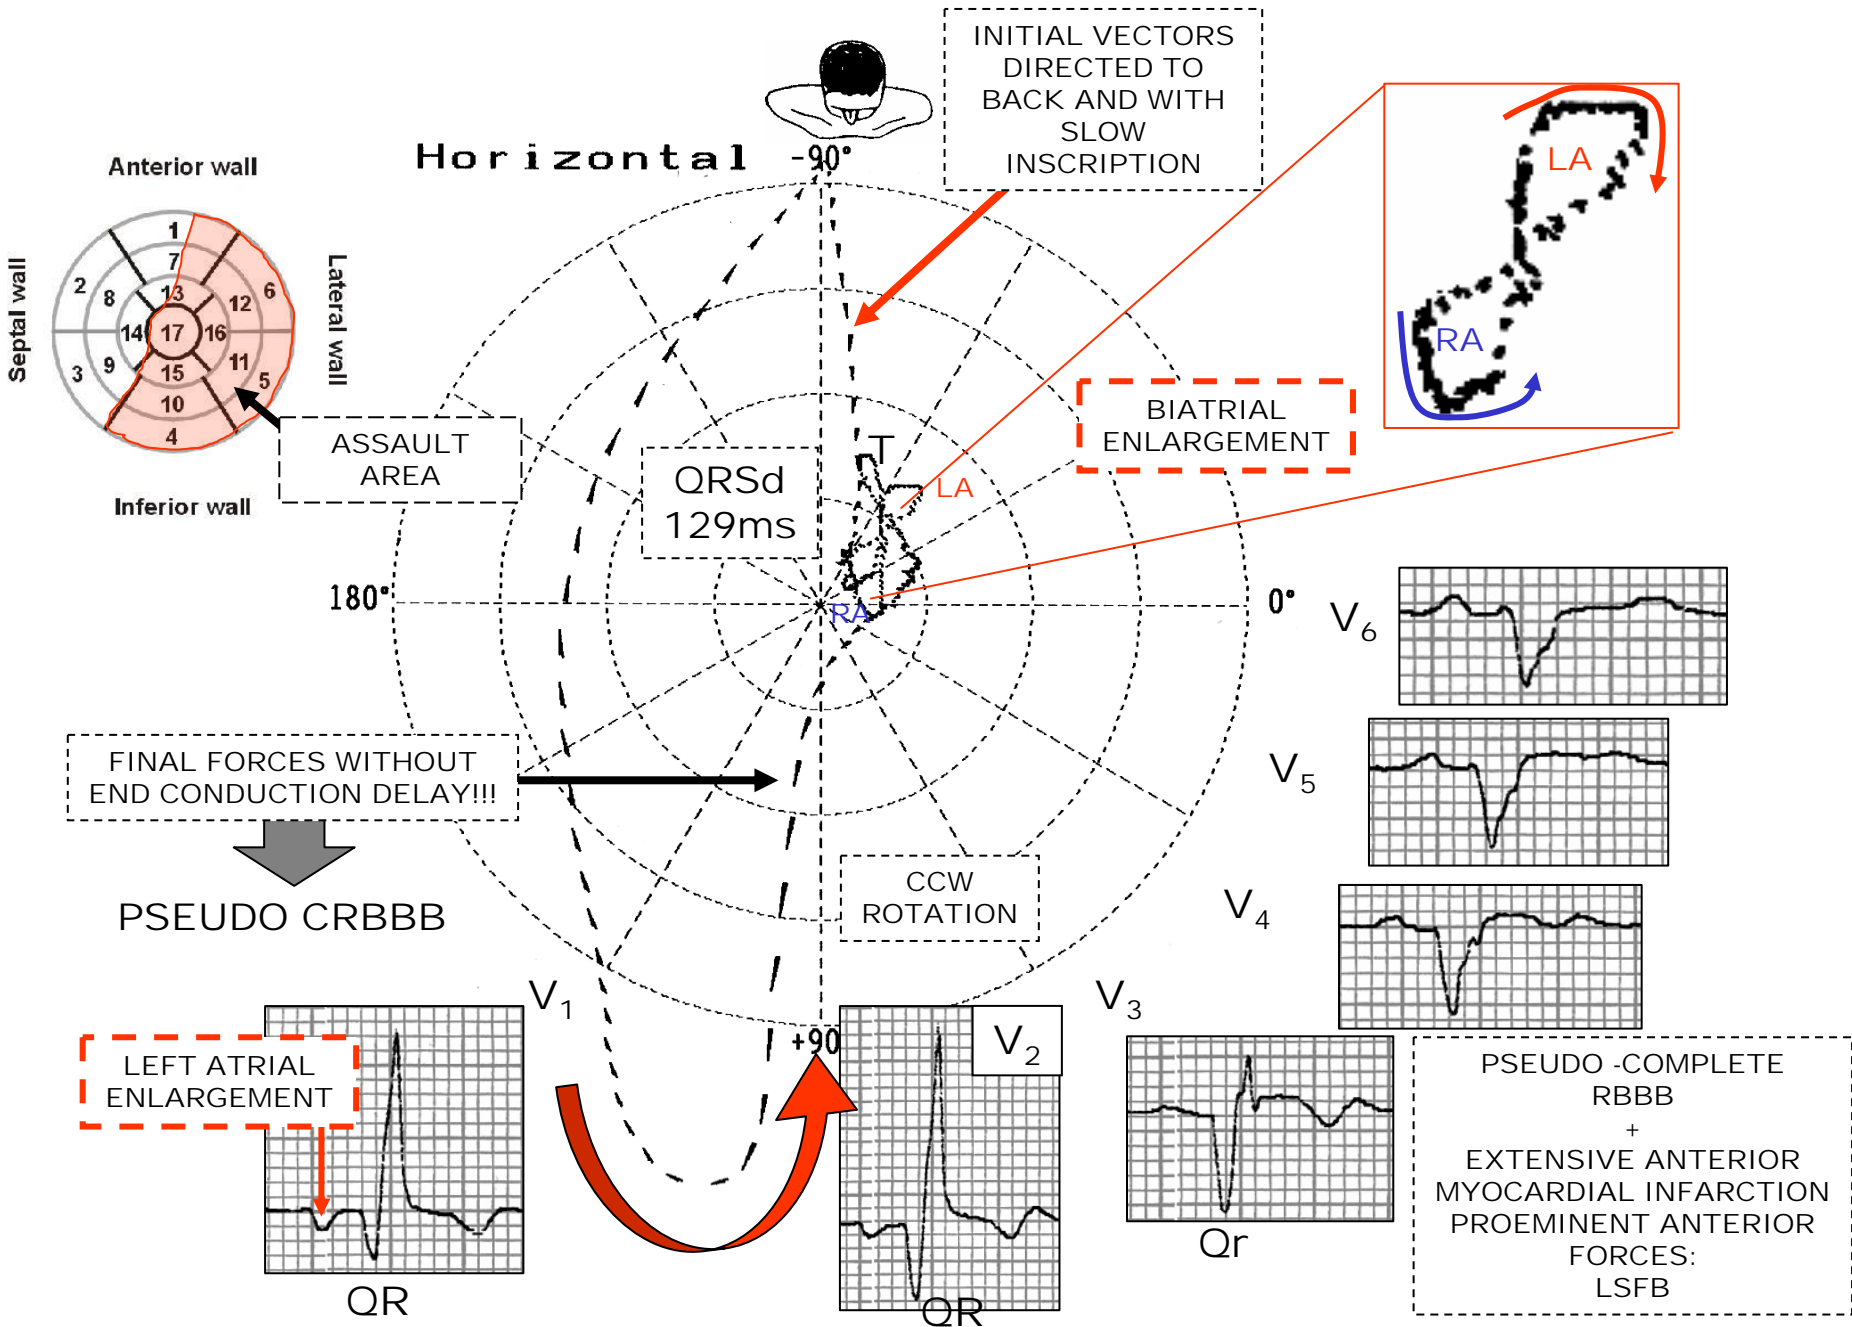 INITIAL VECTORS
DIRECTED TO
BACK AND WITH
SLOW
INSCRIPTION
Horizontal
-90°
Anterior wall
Septal wall
Lateral wall
Inferior wall
1
7
2
8
13
12
6
14
17
16
3
9
15
11
5
10
4
ASSAULT
AREA
LA
RA
BIATRIAL
ENLARGEMENT
QRSd
129ms
T
LA
RA
180°
0°
V6
V5
V4
FINAL FORCES WITHOUT
END CONDUCTION DELAY!!!
PSEUDO CRBBB
CCW
ROTATION
V1
+90
V2
V3
LEFT ATRIAL
ENLARGEMENT
QR
QR
Qr
PSEUDO -COMPLETE
RBBB
+
EXTENSIVE ANTERIOR
MYOCARDIAL INFARCTION
PROEMINENT ANTERIOR
FORCES:
LSFB